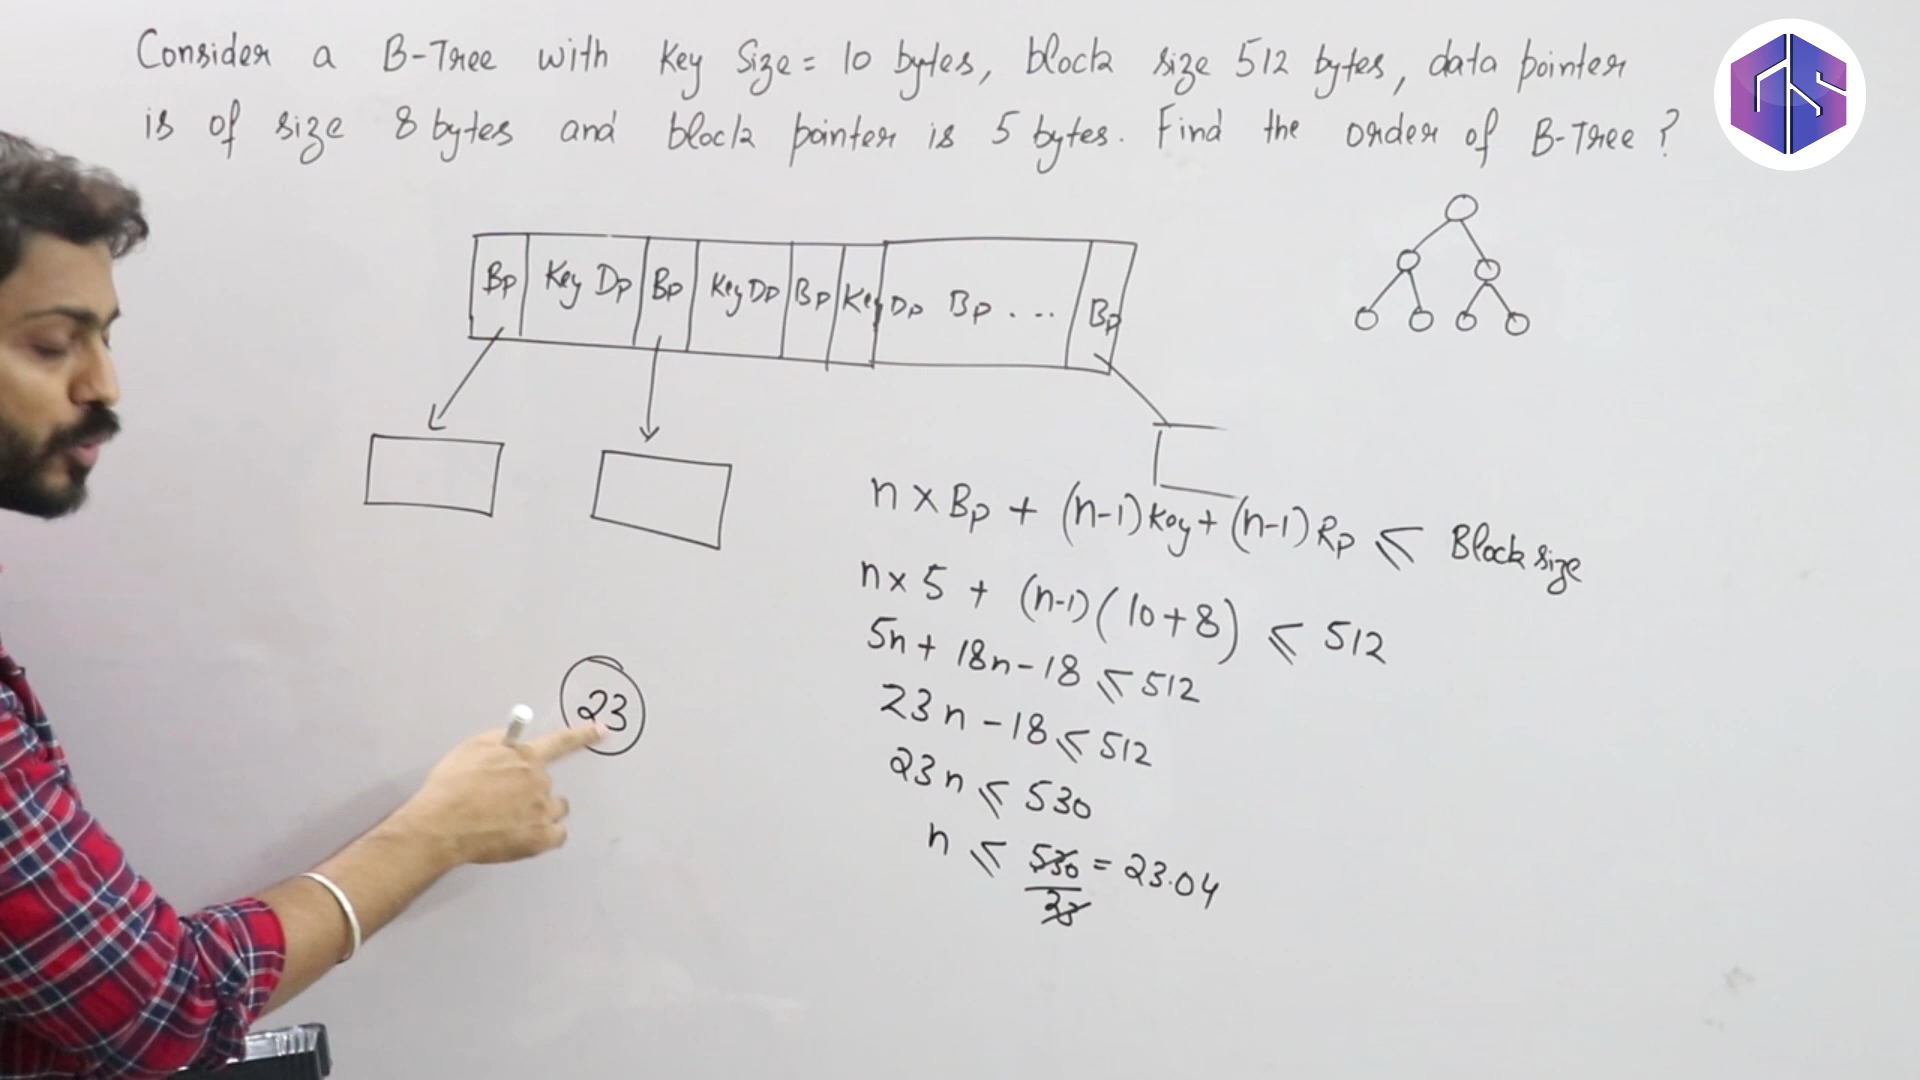 Consider a B-Tree with Key Size = 10 bytes, block size 512 bytes, data pointer
is of size 8 bytes and block pointer is 5 bytes. Find the order of B-Tree ?
Bp Key Dp Bp Key Dp Bp Key Dp Bp ... Bp
n × Bp + (n-1) Key + (n-1) Rp ≤ Block size
n × 5 + (n-1) (10+8) ≤ 512
5n + 18n - 18 ≤ 512
23n - 18 ≤ 512
23n ≤ 530
n ≤ 530/23 = 23.04
23